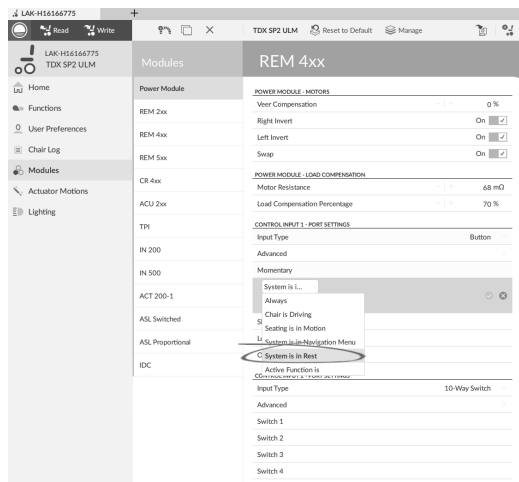 LAK-H16166775
+
Read
Write
TDX SP2 ULM
Reset to Default
Manage
LAK-H16166775
TDX SP2 ULM
Home
Functions
User Preferences
Chair Log
Modules
Actuator Motions
Lighting
Modules
Power Module
REM 2xx
REM 4xx
REM 5xx
CR 4xx
ACU 2xx
TPI
IN 200
IN 500
ACT 200-1
ASL Switched
ASL Proportional
IDC
REM 4xx
POWER MODULE - MOTORS
Veer Compensation - + 0 %
Right Invert On
Left Invert On
Swap On
POWER MODULE - LOAD COMPENSATION
Motor Resistance - + 68 mΩ
Load Compensation Percentage - + 70 %
CONTROL INPUT 1 - PORT SETTINGS
Input Type Button
Advanced
Momentary
System is i...
Always
Chair is Driving
Seating is in Motion
System is in Navigation Menu
System is in Rest
Active Function is
Input Type 10-Way Switch
Advanced
Switch 1
Switch 2
Switch 3
Switch 4